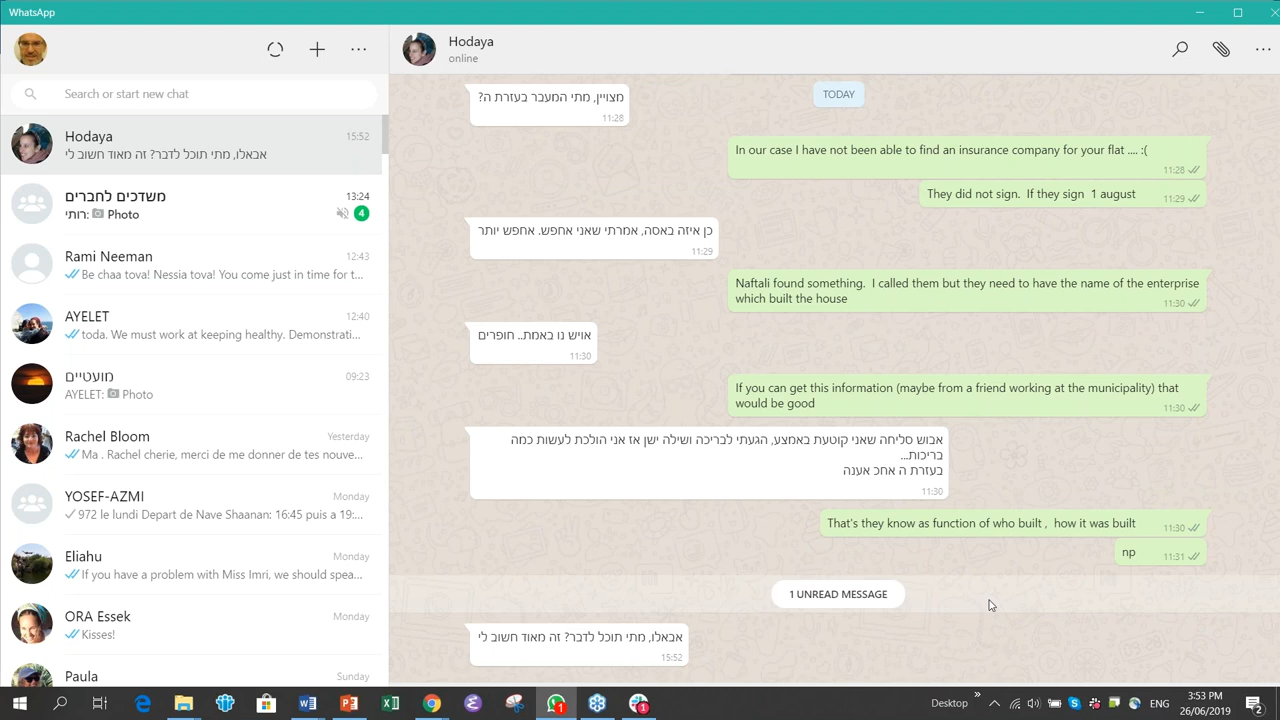 WhatsApp
Search or start new chat
Hodaya
15:52
אבאלו, מתי תוכל לדבר? זה מאוד חשוב לי
משדכים לחברים
13:24
רותי: Photo
4
Rami Neeman
12:43
Be chaa tova! Nessia tova! You come just in time for t...
AYELET
12:40
toda. We must work at keeping healthy. Demonstrati...
מועטיים
09:23
AYELET: Photo
Rachel Bloom
Yesterday
Ma . Rachel cherie, merci de me donner de tes nouve...
YOSEF-AZMI
Monday
972 le lundi Depart de Nave Shaanan: 16:45 puis a 19:...
Eliahu
Monday
If you have a problem with Miss Imri, we should spea...
ORA Essek
Monday
Kisses!
Paula
Sunday
Hodaya
online
TODAY
מצויין, מתי המעבר בעזרת ה?
11:28
In our case I have not been able to find an insurance company for your flat .... :(
11:28
They did not sign. If they sign 1 august
11:29
כן איזה באסה, אמרתי שאני אחפש. אחפש יותר
11:29
Naftali found something. I called them but they need to have the name of the enterprise
which built the house
11:30
אויש נו באמת.. חופרים
11:30
If you can get this information (maybe from a friend working at the municipality) that
would be good
11:30
אבוש סליחה שאני קוטעת באמצע, הגעתי לבריכה ושילה ישן אז אני הולכת לעשות כמה
בריכות...
בעזרת ה אחכ אענה
11:30
That's they know as function of who built , how it was built
11:30
np
11:31
1 UNREAD MESSAGE
אבאלו, מתי תוכל לדבר? זה מאוד חשוב לי
15:52
1
1
Desktop
3:53 PM
26/06/2019
2